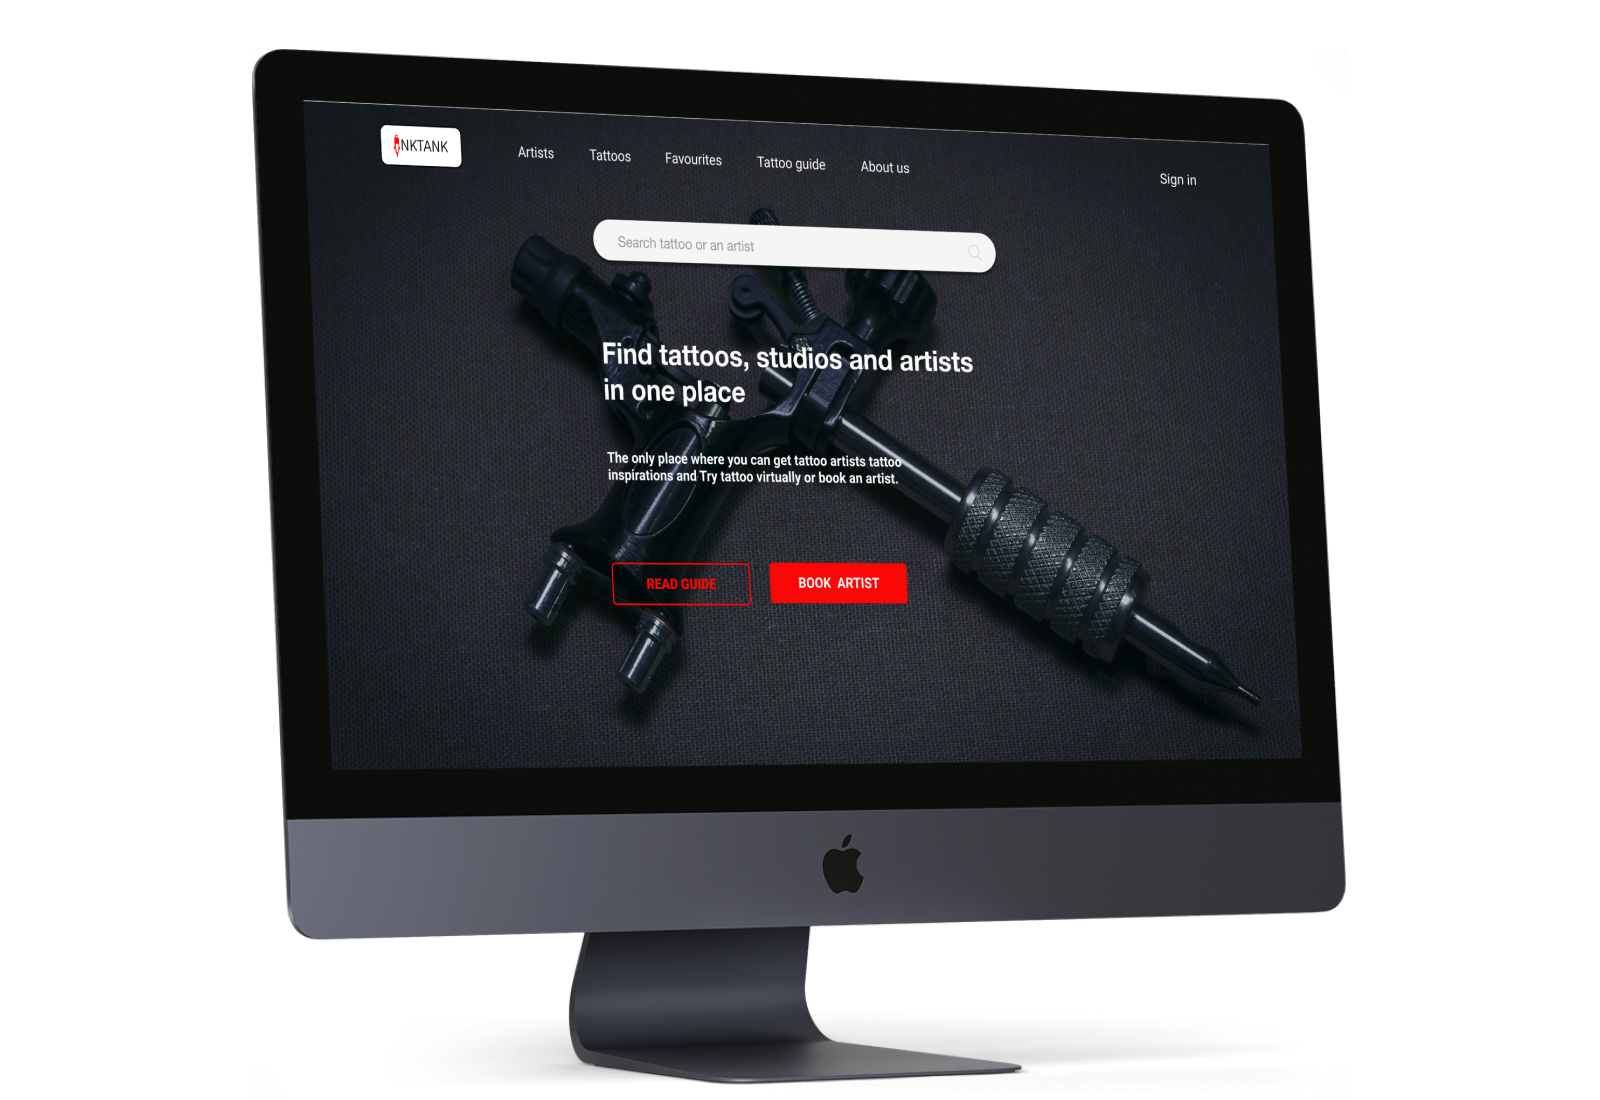 INKTANK
Artists
Tattoos
Favourites
Tattoo guide
About us
Sign in
Search tattoo or an artist
Find tattoos, studios and artists
in one place
The only place where you can get tattoo artists tattoo
inspirations and Try tattoo virtually or book an artist.
READ GUIDE
BOOK ARTIST